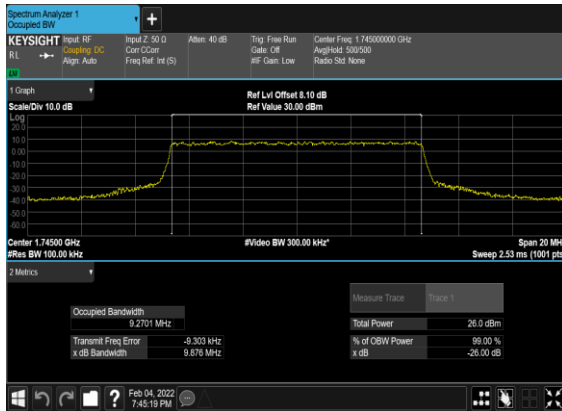 Spectrum Analyzer 1
Occupied BW
+
KEYSIGHT
RL
Input: RF
Coupling: DC
Align: Auto
Input Z: 50 Ω
Corr CCorr
Freq Ref: Int (S)
Atten: 40 dB
Trig: Free Run
Gate: Off
#IF Gain: Low
Center Freq: 1.745000000 GHz
Avg|Hold: 500/500
Radio Std: None
1 Graph
Scale/Div 10.0 dB
Ref Lvl Offset 8.10 dB
Ref Value 30.00 dBm
Log
20.0
10.0
0.00
-10.0
-20.0
-30.0
-40.0
-50.0
-60.0
Center 1.74500 GHz
#Res BW 100.00 kHz
#Video BW 300.00 kHz*
Span 20 MH
Sweep 2.53 ms (1001 pts
2 Metrics
Measure Trace Trace 1
Occupied Bandwidth
9.2701 MHz
Total Power 26.0 dBm
Transmit Freq Error -9.303 kHz
% of OBW Power 99.00 %
x dB Bandwidth 9.876 MHz
x dB -26.00 dB
?
Feb 04, 2022
7:45:19 PM